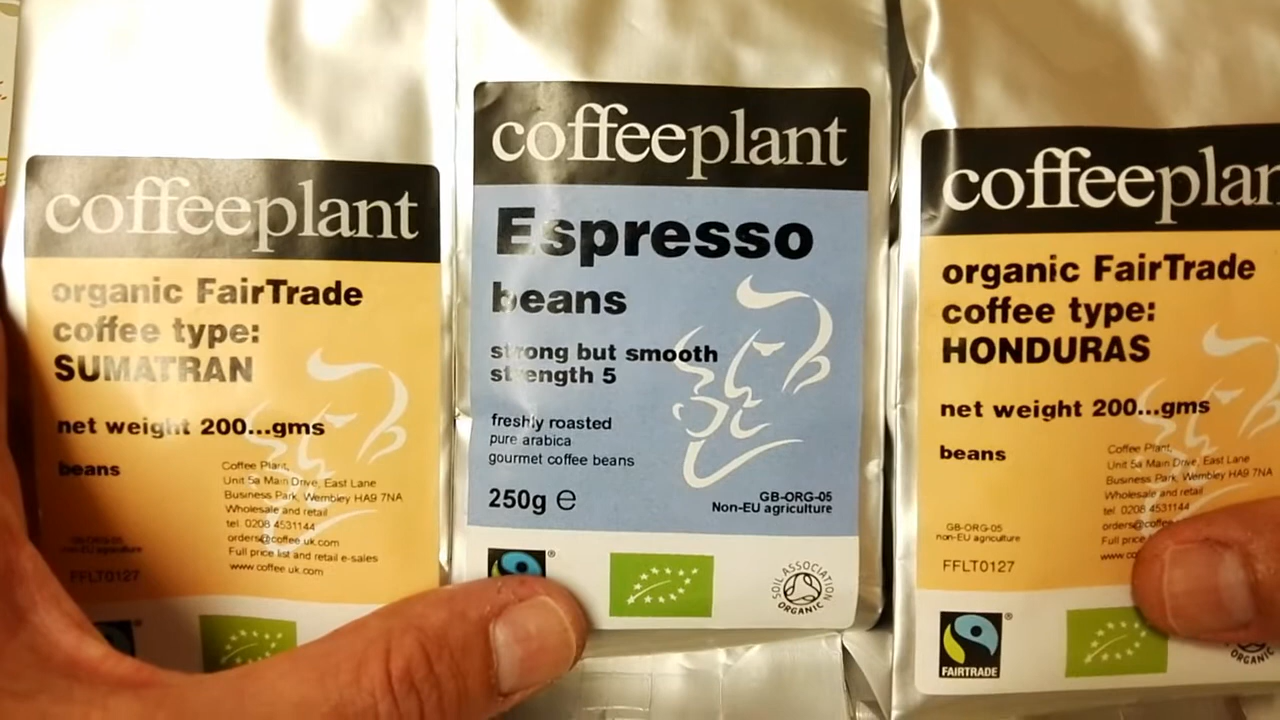 coffeeplant
organic FairTrade
coffee type:
SUMATRAN
net weight 200...gms
beans
Coffee Plant,
Unit 5a Main Drive, East Lane
Business Park, Wembley HA9 7NA
Wholesale and retail
tel. 0208 4531144
orders@coffee.uk.com
Full price list and retail e-sales
www.coffee.uk.com
GB-ORG-05
non-EU agriculture
FFLT0127
coffeeplant
Espresso
beans
strong but smooth
strength 5
freshly roasted
pure arabica
gourmet coffee beans
250g e
GB-ORG-05
Non-EU agriculture
SOIL ASSOCIATION
ORGANIC
coffeeplan
organic FairTrade
coffee type:
HONDURAS
net weight 200...gms
beans
Coffee Plant,
Unit 5a Main Drive, East Lane
Business Park, Wembley HA9 7NA
Wholesale and retail
tel. 0208 4531144
orders@coffee
Full p
www.co
GB-ORG-05
non-EU agriculture
FFLT0127
FAIRTRADE
ORGANIC